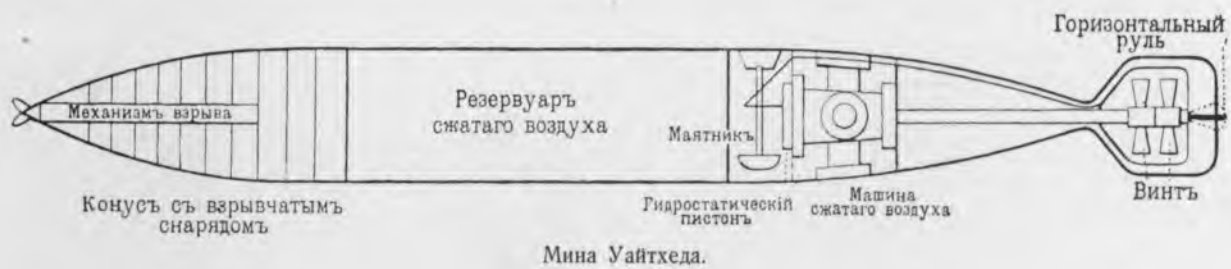 Горизонтальный
руль
Механизмъ взрыва
Резервуаръ
сжатаго воздуха
Маятникъ
Конусъ съ взрывчатымъ
снарядомъ
Гидростатическій
пистонъ
Машина
сжатаго воздуха
Винтъ
Мина Уайтхеда.